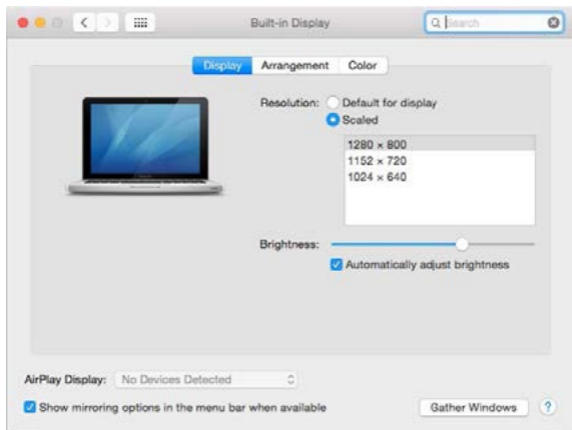 Built-in Display
Search
Display Arrangement Color
Resolution: Default for display
Scaled
1280 × 800
1152 × 720
1024 × 640
Brightness:
Automatically adjust brightness
AirPlay Display: No Devices Detected
Show mirroring options in the menu bar when available
Gather Windows ?